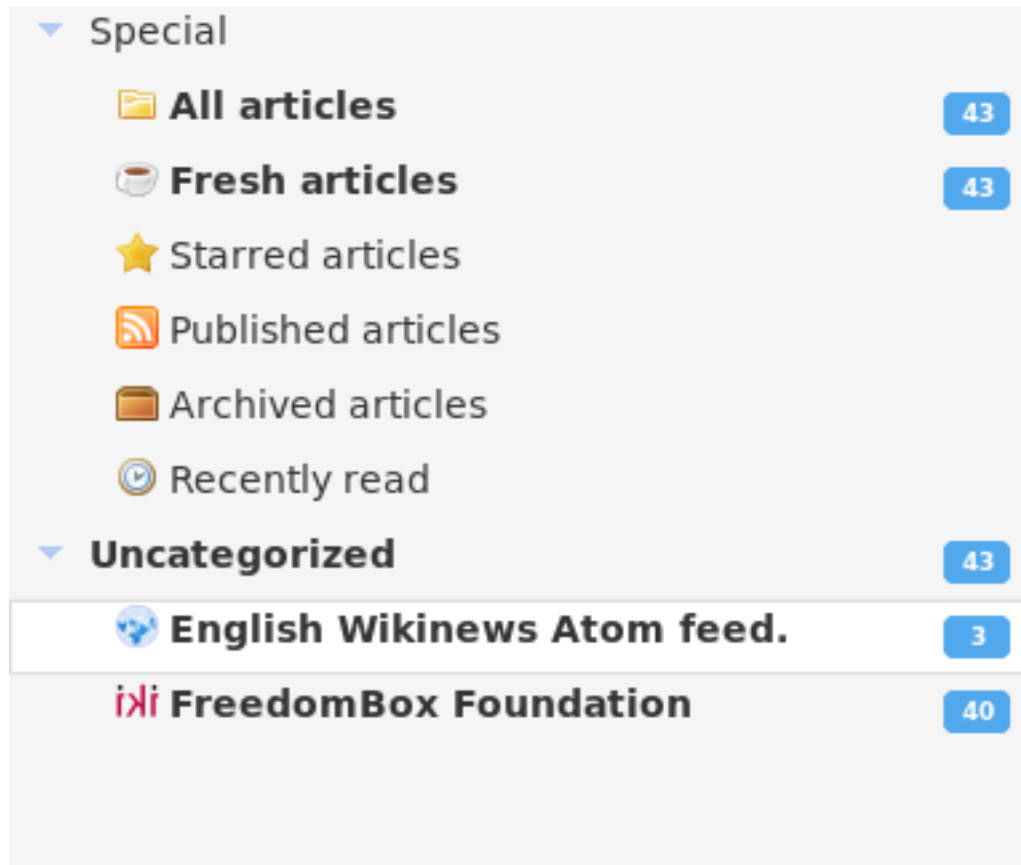 Special
All articles 43
Fresh articles 43
Starred articles
Published articles
Archived articles
Recently read
Uncategorized 43
English Wikinews Atom feed. 3
FreedomBox Foundation 40